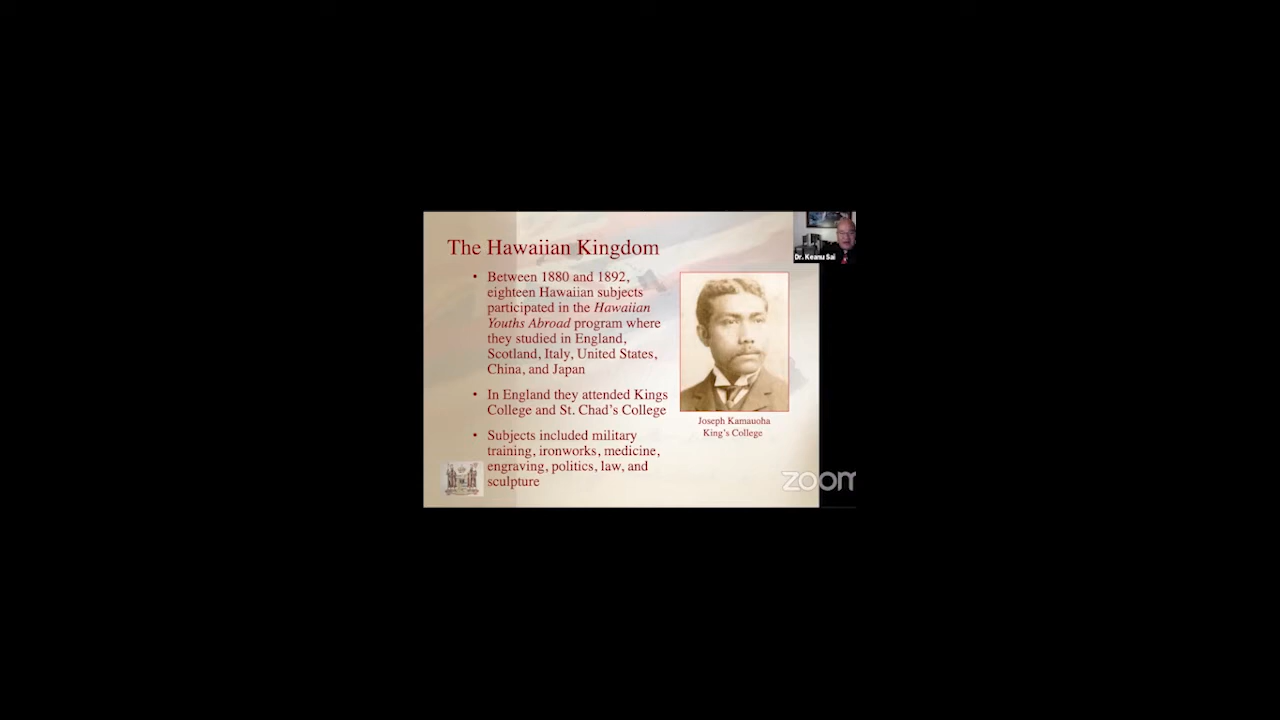 The Hawaiian Kingdom
• Between 1880 and 1892,
eighteen Hawaiian subjects
participated in the Hawaiian
Youths Abroad program where
they studied in England,
Scotland, Italy, United States,
China, and Japan
• In England they attended Kings
College and St. Chad's College
• Subjects included military
training, ironworks, medicine,
engraving, politics, law, and
sculpture
Joseph Kamauoha
King's College
Dr. Keanu Sai
zoom